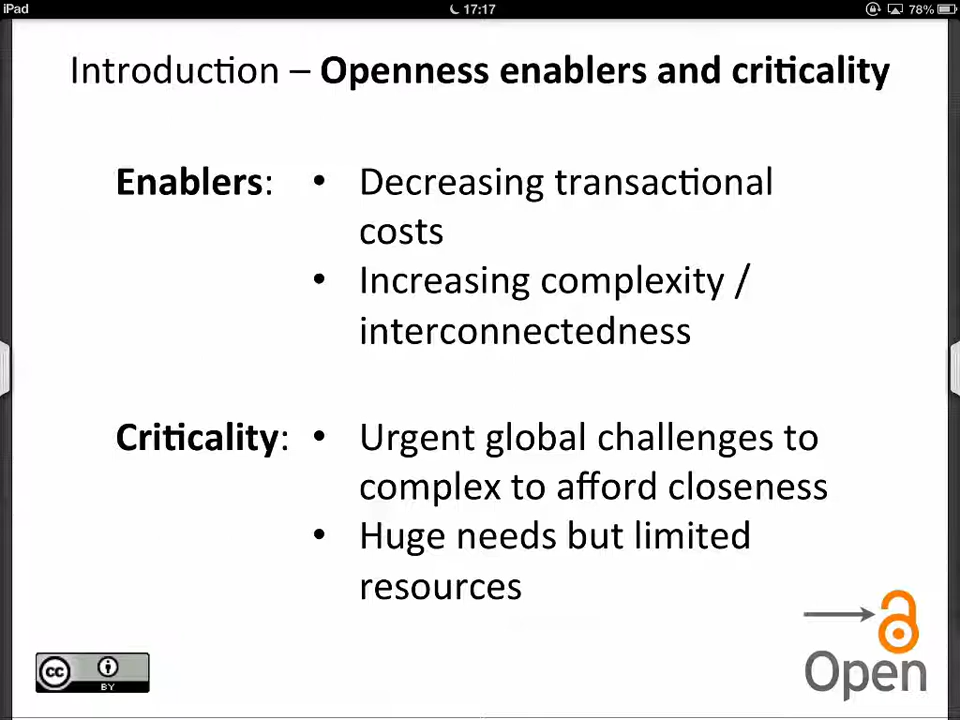 iPad
17:17
78%
Introduction – Openness enablers and criticality
Enablers: • Decreasing transactional
costs
• Increasing complexity /
interconnectedness
Criticality: • Urgent global challenges to
complex to afford closeness
• Huge needs but limited
resources
cc
BY
Open